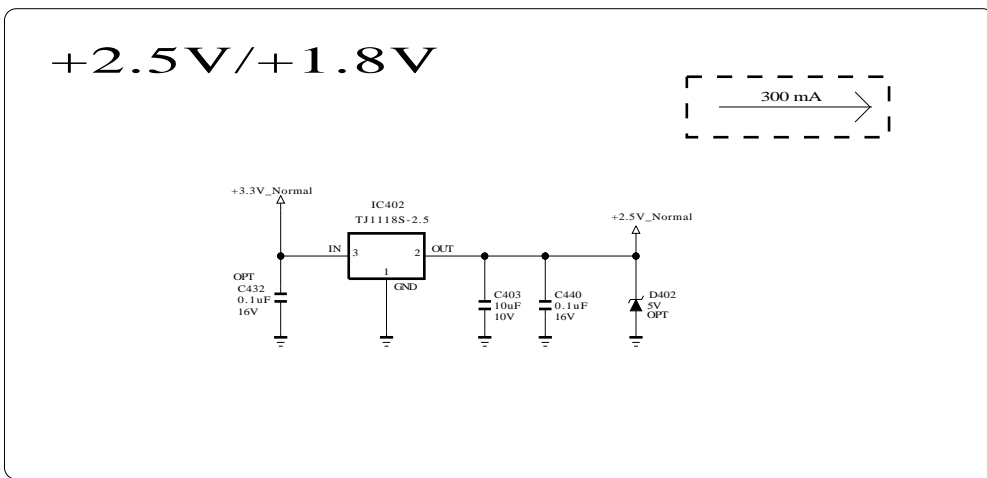 +2.5V/+1.8V
300 mA
+3.3V_Normal
IC402
TJ1118S-2.5
+2.5V_Normal
IN
3
2
OUT
1
GND
OPT
C432
0.1uF
16V
C403
10uF
10V
C440
0.1uF
16V
D402
5V
OPT